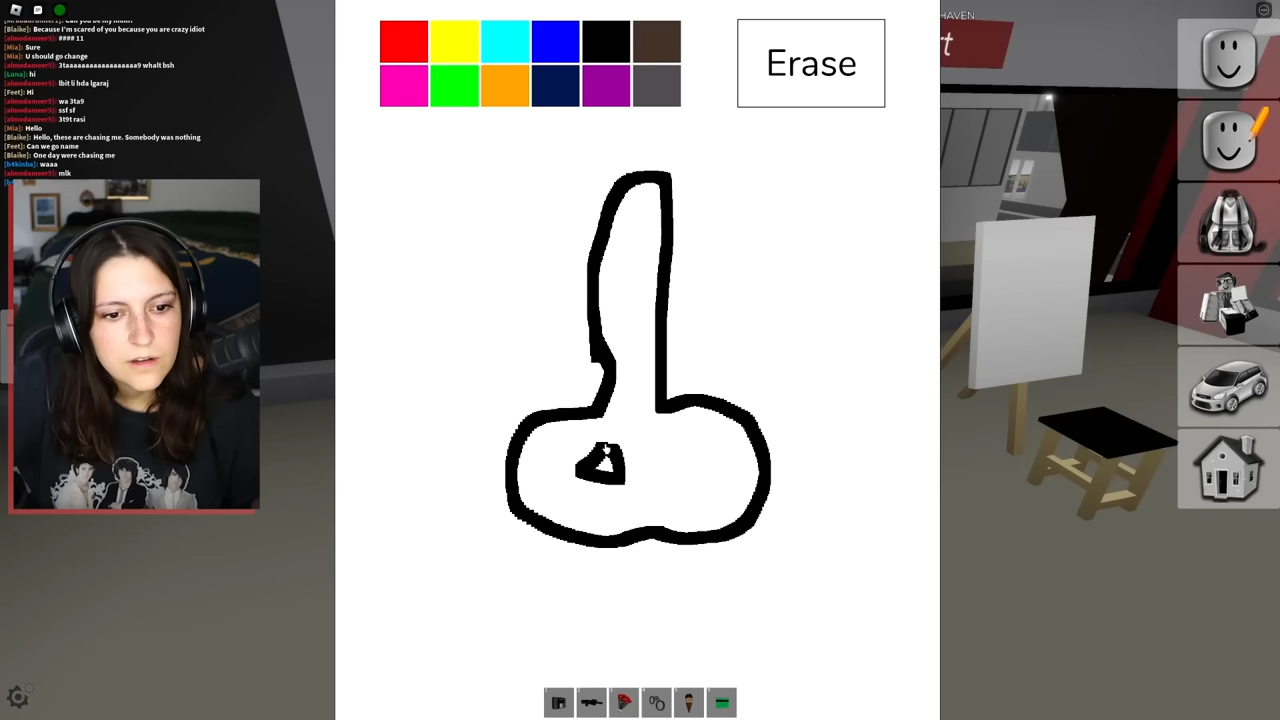 [Blaike]: Because I'm scared of you because you are crazy idiot
[almodameer5]: #### 11
[Mia]: Sure
[Mia]: U should go change
[almodameer5]: 3taaaaaaaaaaaaaaaaaa9 whalt bsh
[Luna]: hi
[almodameer5]: lbit li hda lgaraj
[Feet]: Hi
[almodameer5]: wa 3ta9
[almodameer5]: ssf sf
[almodameer5]: 3t9t rasi
[Mia]: Hello
[Blaike]: Hello, these are chasing me. Somebody was nothing
[Feet]: Can we go name
[Blaike]: One day were chasing me
[b4kinba]: waaa
[almodameer5]: mlk
Erase
HAVEN